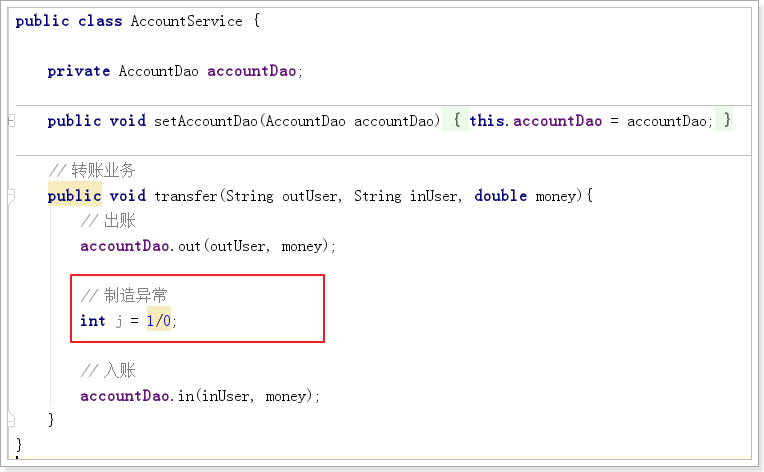 public class AccountService {
private AccountDao accountDao;
public void setAccountDao(AccountDao accountDao) { this.accountDao = accountDao; }
// 转账业务
public void transfer(String outUser, String inUser, double money){
// 出账
accountDao.out(outUser, money);
// 制造异常
int j = 1/0;
// 入账
accountDao.in(inUser, money);
}
}